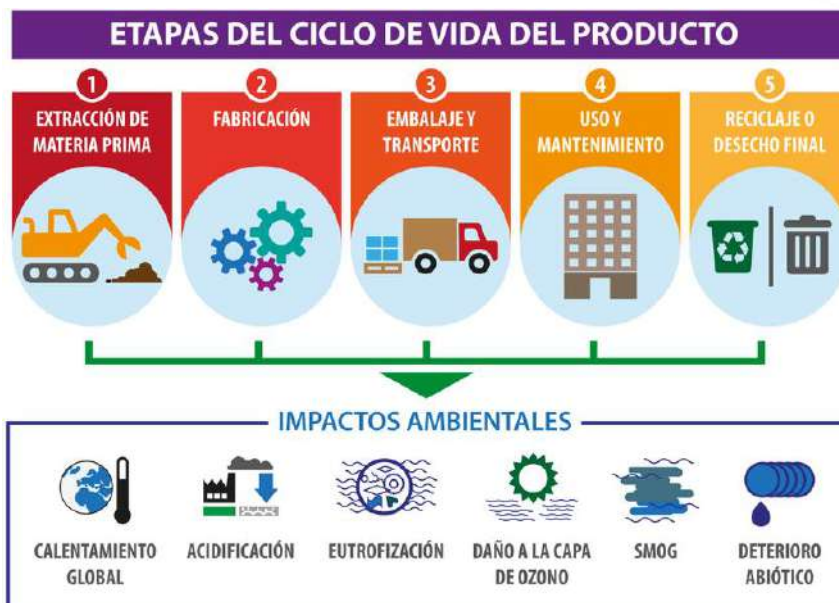 ETAPAS DEL CICLO DE VIDA DEL PRODUCTO
1
EXTRACCIÓN DE
MATERIA PRIMA
2
FABRICACIÓN
3
EMBALAJE Y
TRANSPORTE
4
USO Y
MANTENIMIENTO
5
RECICLAJE O
DESECHO FINAL
IMPACTOS AMBIENTALES
CALENTAMIENTO
GLOBAL
ACIDIFICACIÓN
EUTROFIZACIÓN
DAÑO A LA CAPA
DE OZONO
SMOG
DETERIORO
ABIÓTICO